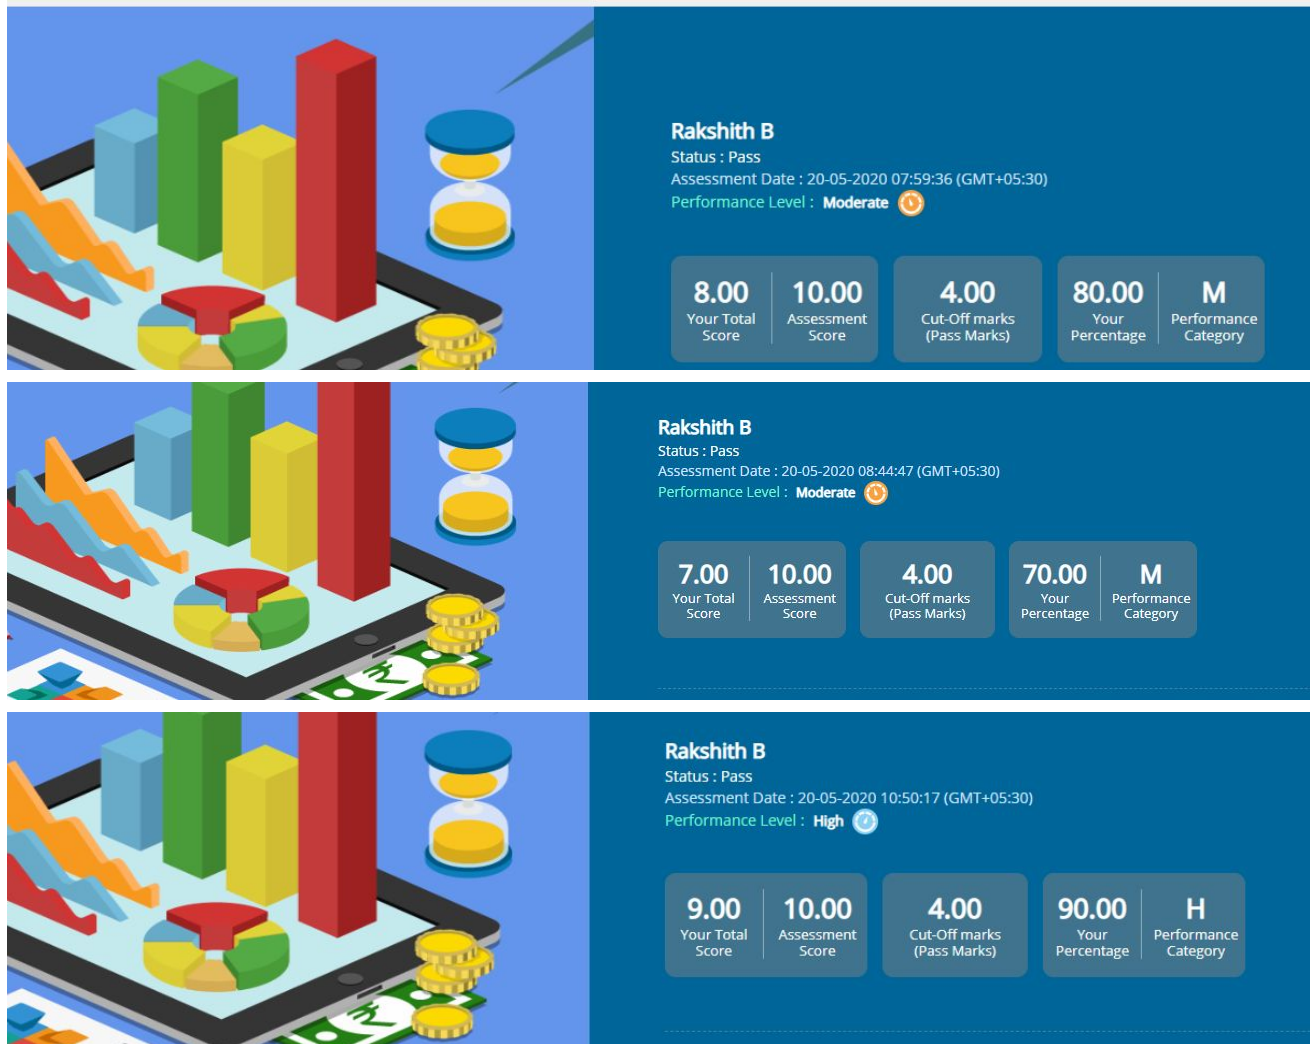 Rakshith B
Status : Pass
Assessment Date : 20-05-2020 07:59:36 (GMT+05:30)
Performance Level : Moderate
8.00 10.00 4.00 80.00 M
Your Total Assessment Cut-Off marks Your Performance
Score Score (Pass Marks) Percentage Category
Rakshith B
Status : Pass
Assessment Date : 20-05-2020 08:44:47 (GMT+05:30)
Performance Level : Moderate
7.00 10.00 4.00 70.00 M
Your Total Assessment Cut-Off marks Your Performance
Score Score (Pass Marks) Percentage Category
₹
Rakshith B
Status : Pass
Assessment Date : 20-05-2020 10:50:17 (GMT+05:30)
Performance Level : High
9.00 10.00 4.00 90.00 H
Your Total Assessment Cut-Off marks Your Performance
Score Score (Pass Marks) Percentage Category
₹